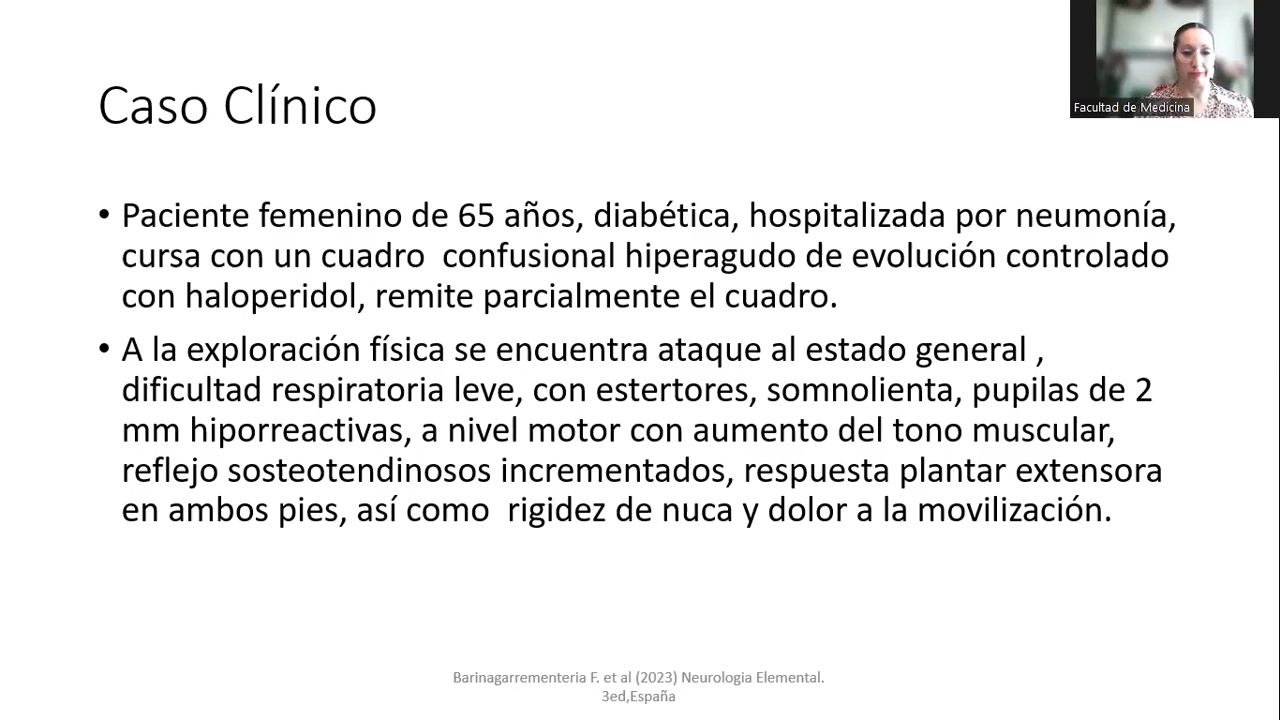 Facultad de Medicina
Caso Clínico
• Paciente femenino de 65 años, diabética, hospitalizada por neumonía,
cursa con un cuadro  confusional hiperagudo de evolución controlado
con haloperidol, remite parcialmente el cuadro.
• A la exploración física se encuentra ataque al estado general ,
dificultad respiratoria leve, con estertores, somnolienta, pupilas de 2
mm hiporreactivas, a nivel motor con aumento del tono muscular,
reflejo sosteotendinosos incrementados, respuesta plantar extensora
en ambos pies, así como  rigidez de nuca y dolor a la movilización.
Barinagarrementeria F. et al (2023) Neurologia Elemental.
3ed,España